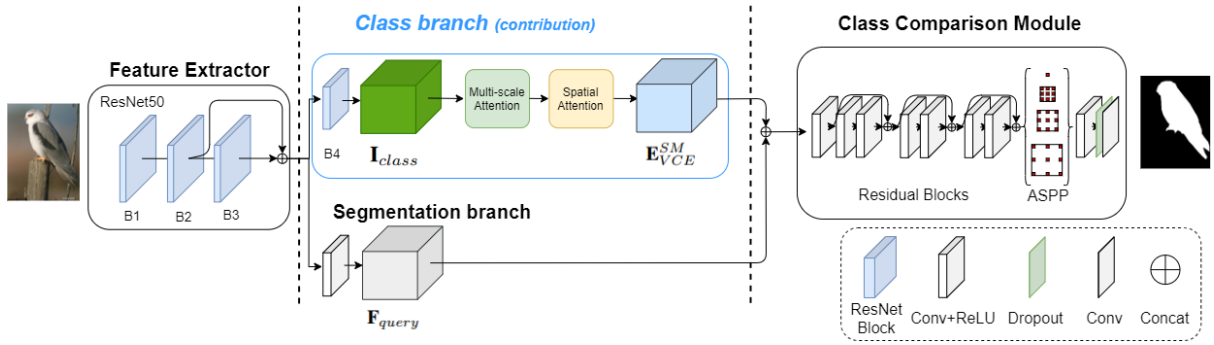 Feature Extractor
ResNet50
B1
B2
B3
Class branch (contribution)
B4
I_class
Multi-scale
Attention
Spatial
Attention
E^SM_VCE
Segmentation branch
F_query
Class Comparison Module
Residual Blocks
ASPP
ResNet
Block
Conv+ReLU
Dropout
Conv
Concat